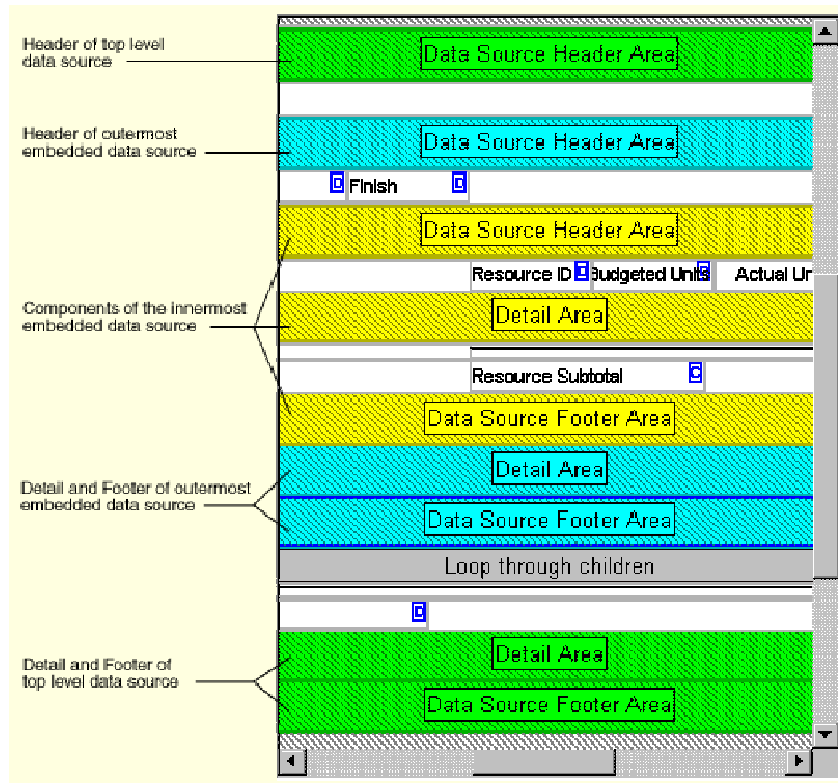 Header of top level
data source
Data Source Header Area
Header of outermost
embedded data source
Data Source Header Area
D Finish D
Data Source Header Area
Resource ID D Budgeted Units D Actual Un
Components of the innermost
embedded data source
Detail Area
Resource Subtotal C
Data Source Footer Area
Detail and Footer of outermost
embedded data source
Detail Area
Data Source Footer Area
Loop through children
D
Detail and Footer of
top level data source
Detail Area
Data Source Footer Area